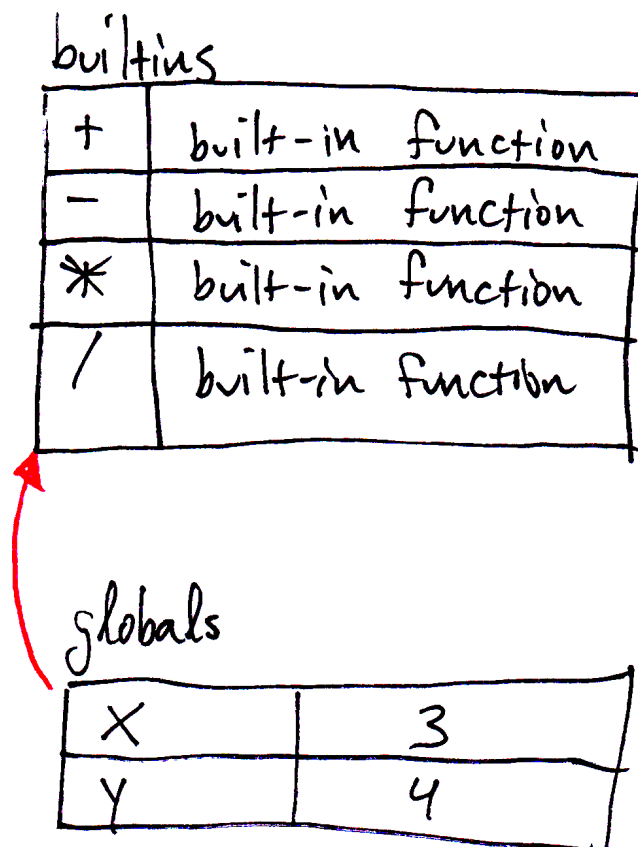 builtins
+ built-in function
- built-in function
* built-in function
/ built-in function
globals
X 3
Y 4